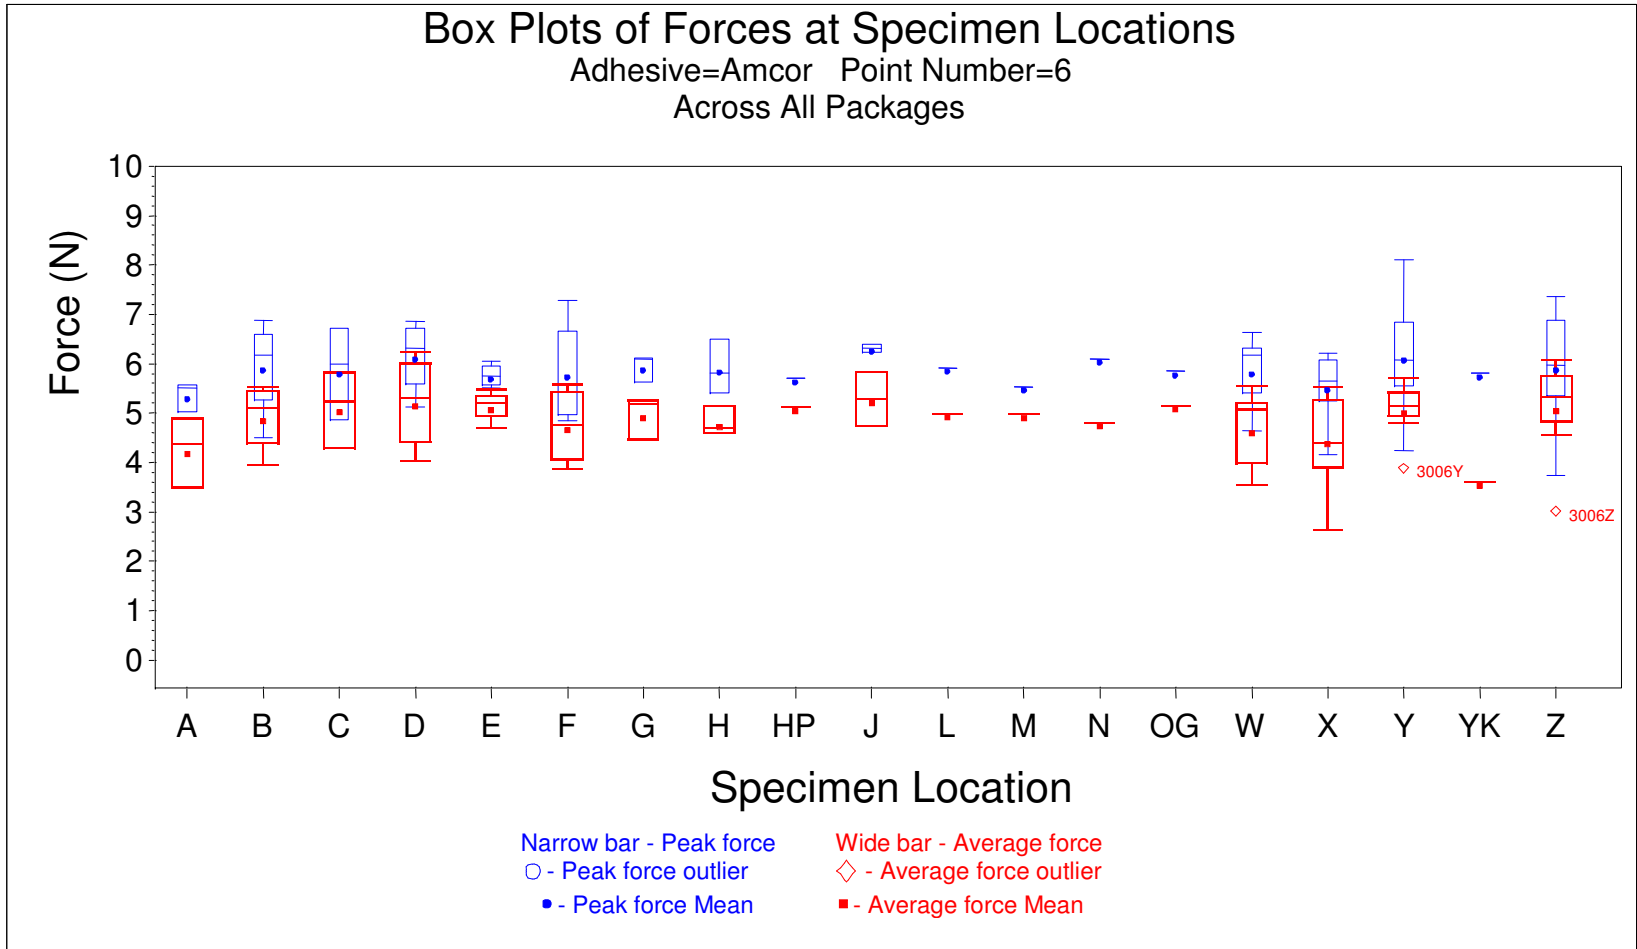 Box Plots of Forces at Specimen Locations
Adhesive=Amcor Point Number=6
Across All Packages
Force (N)
10
9
8
7
6
5
4
3
2
1
0
3006Y
3006Z
A B C D E F G H HP J L M N OG W X Y YK Z
Specimen Location
Narrow bar - Peak force Wide bar - Average force
- Peak force outlier - Average force outlier
- Peak force Mean - Average force Mean